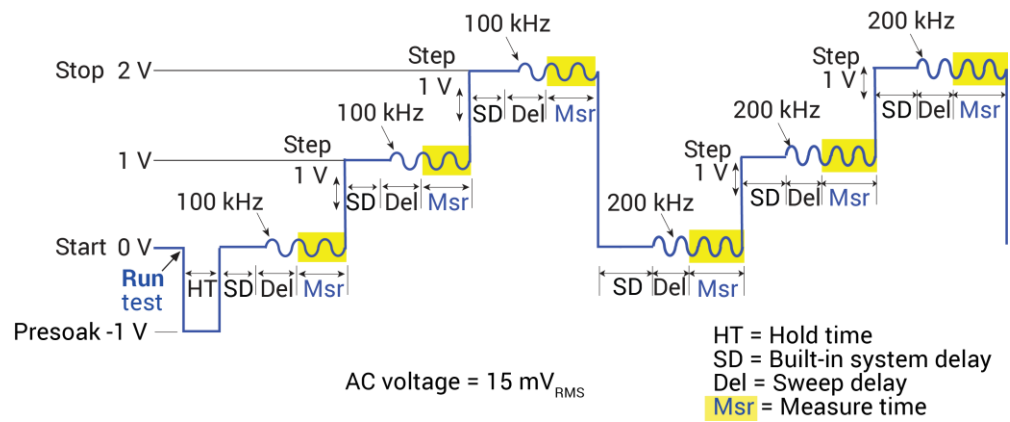 200 kHz
100 kHz
Step
1 V
Step
1 V
Stop 2 V
SD Del Msr
SD Del Msr
100 kHz
200 kHz
Step
1 V
Step
1 V
1 V
SD Del Msr
SD Del Msr
100 kHz
200 kHz
Start 0 V
Run
test
HT SD Del Msr
SD Del Msr
Presoak -1 V
HT = Hold time
SD = Built-in system delay
Del = Sweep delay
Msr = Measure time
AC voltage = 15 mVRMS